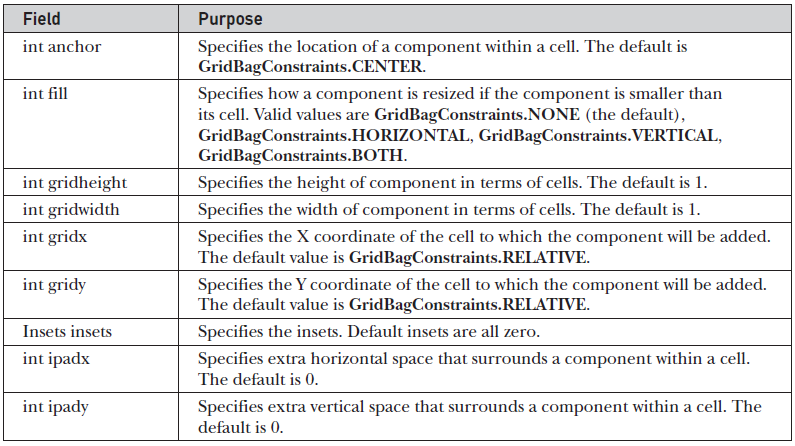 Field Purpose
int anchor Specifies the location of a component within a cell. The default is
GridBagConstraints.CENTER.
int fill Specifies how a component is resized if the component is smaller than
its cell. Valid values are GridBagConstraints.NONE (the default),
GridBagConstraints.HORIZONTAL, GridBagConstraints.VERTICAL,
GridBagConstraints.BOTH.
int gridheight Specifies the height of component in terms of cells. The default is 1.
int gridwidth Specifies the width of component in terms of cells. The default is 1.
int gridx Specifies the X coordinate of the cell to which the component will be added.
The default value is GridBagConstraints.RELATIVE.
int gridy Specifies the Y coordinate of the cell to which the component will be added.
The default value is GridBagConstraints.RELATIVE.
Insets insets Specifies the insets. Default insets are all zero.
int ipadx Specifies extra horizontal space that surrounds a component within a cell.
The default is 0.
int ipady Specifies extra vertical space that surrounds a component within a cell. The
default is 0.